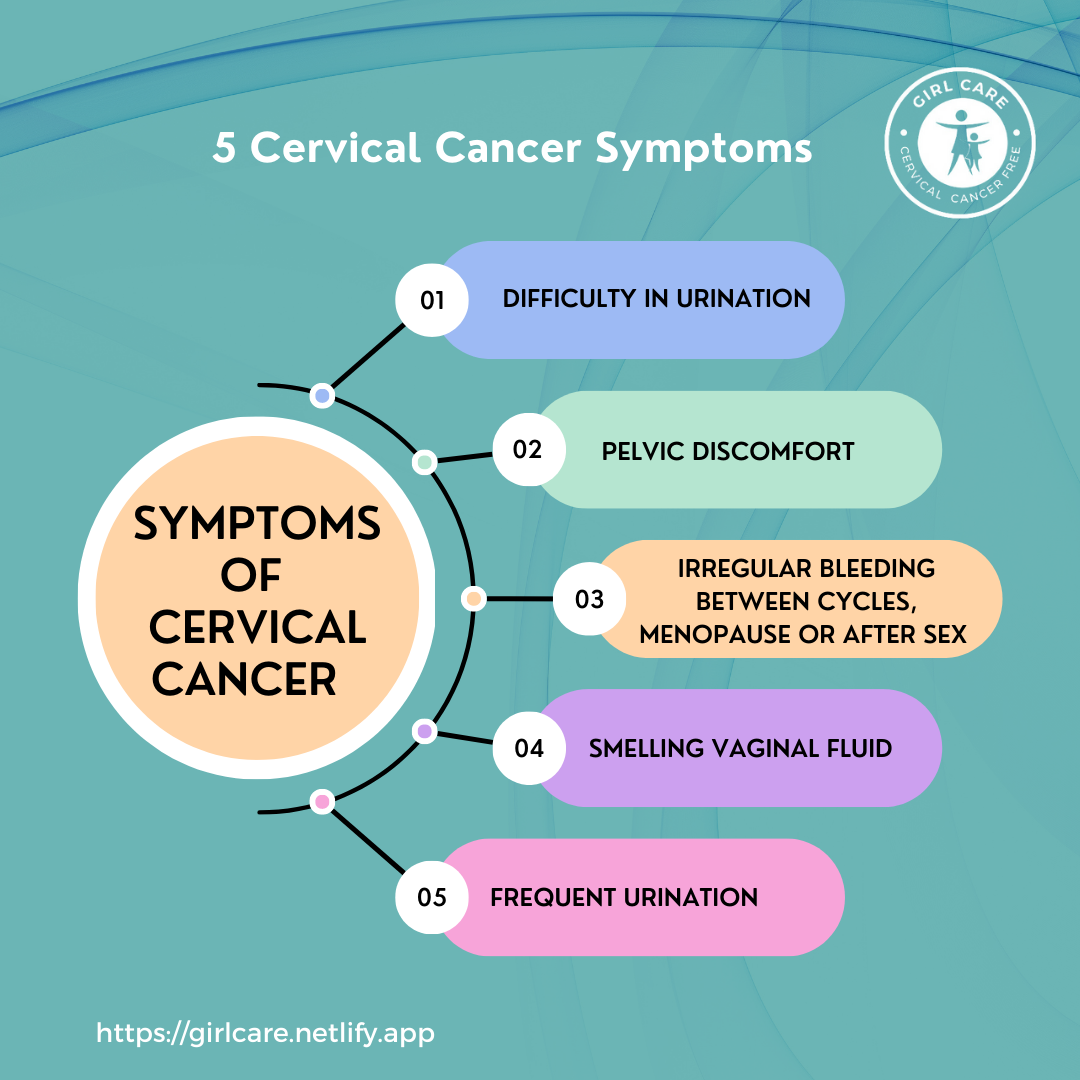 5 Cervical Cancer Symptoms
GIRL CARE
CERVICAL CANCER FREE
01
DIFFICULTY IN URINATION
02
PELVIC DISCOMFORT
SYMPTOMS
OF
CERVICAL
CANCER
03
IRREGULAR BLEEDING
BETWEEN CYCLES,
MENOPAUSE OR AFTER SEX
04
SMELLING VAGINAL FLUID
05
FREQUENT URINATION
https://girlcare.netlify.app